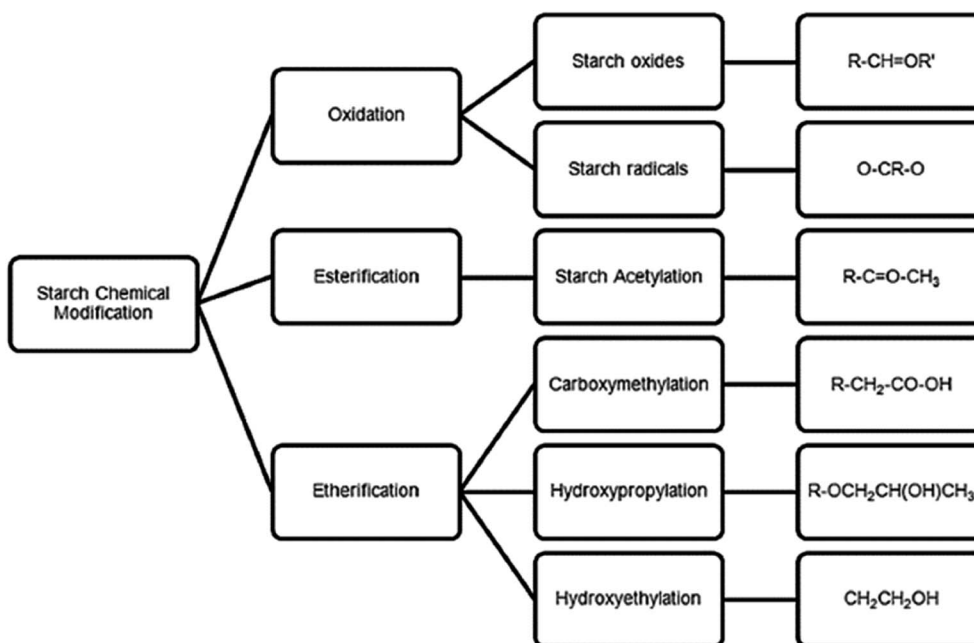 Starch Chemical
Modification
Oxidation
Starch oxides
R-CH=OR'
Starch radicals
O-CR-O
Esterification
Starch Acetylation
R-C=O-CH₃
Etherification
Carboxymethylation
R-CH₂-CO-OH
Hydroxypropylation
R-OCH₂CH(OH)CH₃
Hydroxyethylation
CH₂CH₂OH